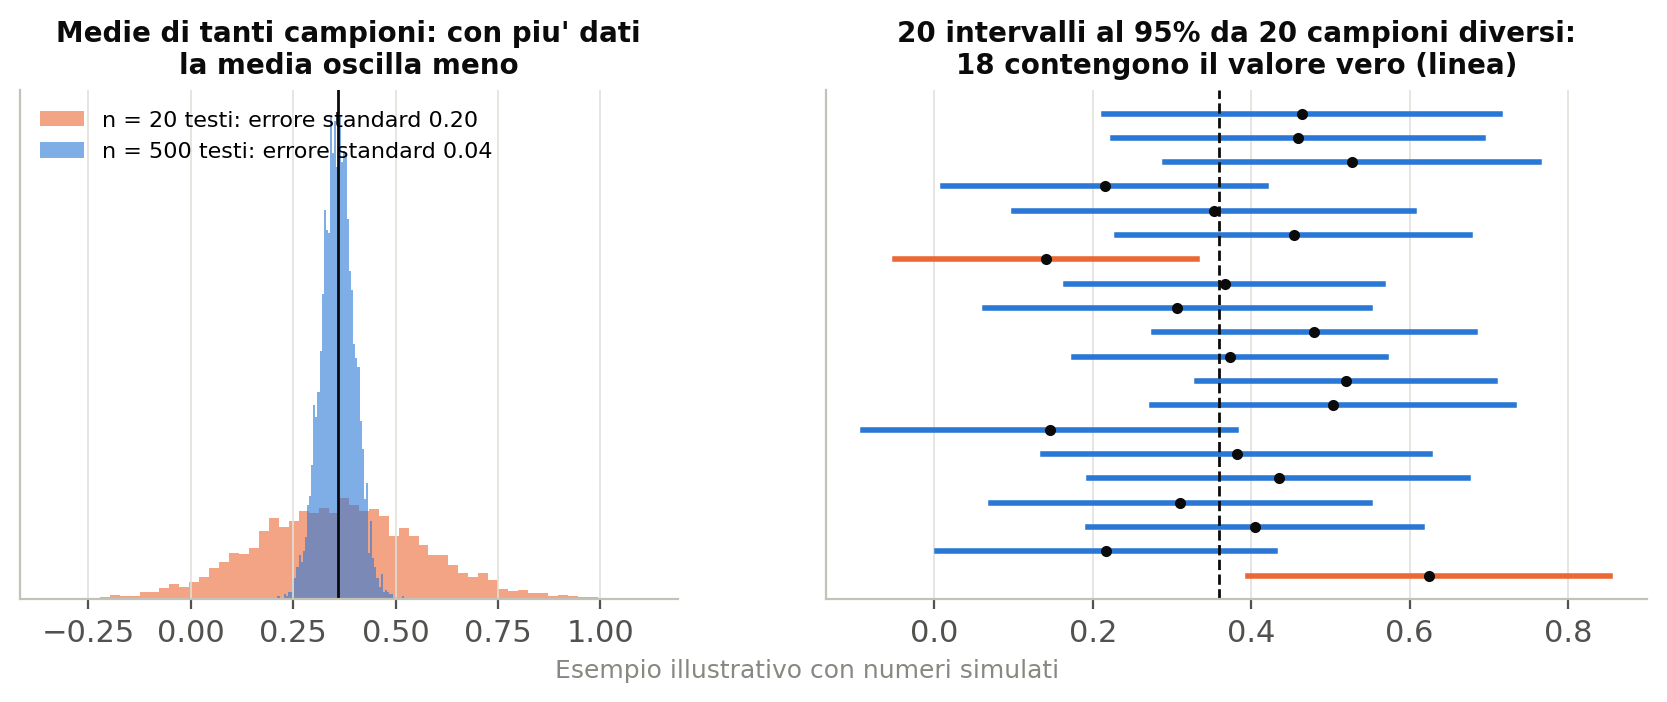 Medie di tanti campioni: con piu' dati
la media oscilla meno
n = 20 testi: errore standard 0.20
n = 500 testi: errore standard 0.04
−0.25 0.00 0.25 0.50 0.75 1.00
20 intervalli al 95% da 20 campioni diversi:
18 contengono il valore vero (linea)
0.0 0.2 0.4 0.6 0.8
Esempio illustrativo con numeri simulati